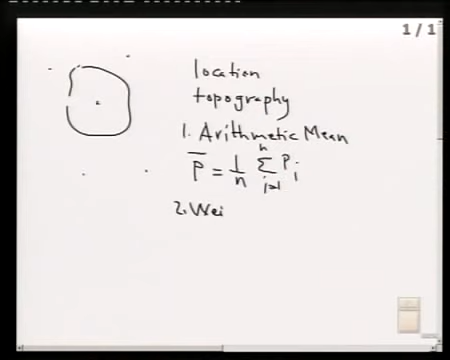 1 / 1
location
topography
1. Arithmetic Mean
P̅ = 1/n Σ_{i=1}^{n} P_i
2. Wei